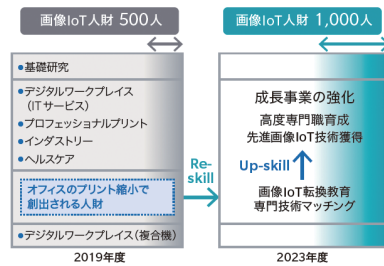 画像IoT人財 500人
画像IoT人財 1,000人
●基礎研究
●デジタルワークプレイス
（ITサービス）
●プロフェッショナルプリント
●インダストリー
●ヘルスケア
オフィスのプリント縮小で
創出される人財
●デジタルワークプレイス（複合機）
2019年度
Re-
skill
成長事業の強化
高度専門職育成
先進画像IoT技術獲得
Up-skill
画像IoT転換教育
専門技術マッチング
2023年度